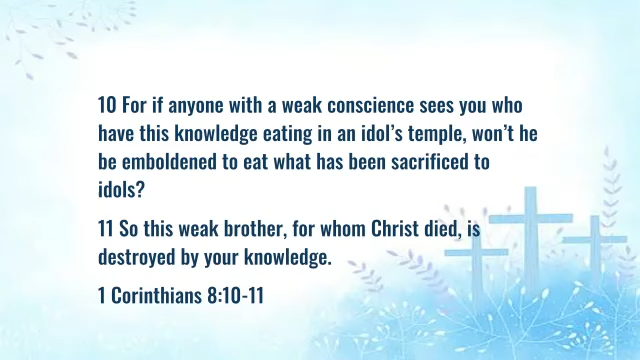 10 For if anyone with a weak conscience sees you who
have this knowledge eating in an idol’s temple, won’t he
be emboldened to eat what has been sacrificed to
idols?
11 So this weak brother, for whom Christ died, is
destroyed by your knowledge.
1 Corinthians 8:10-11